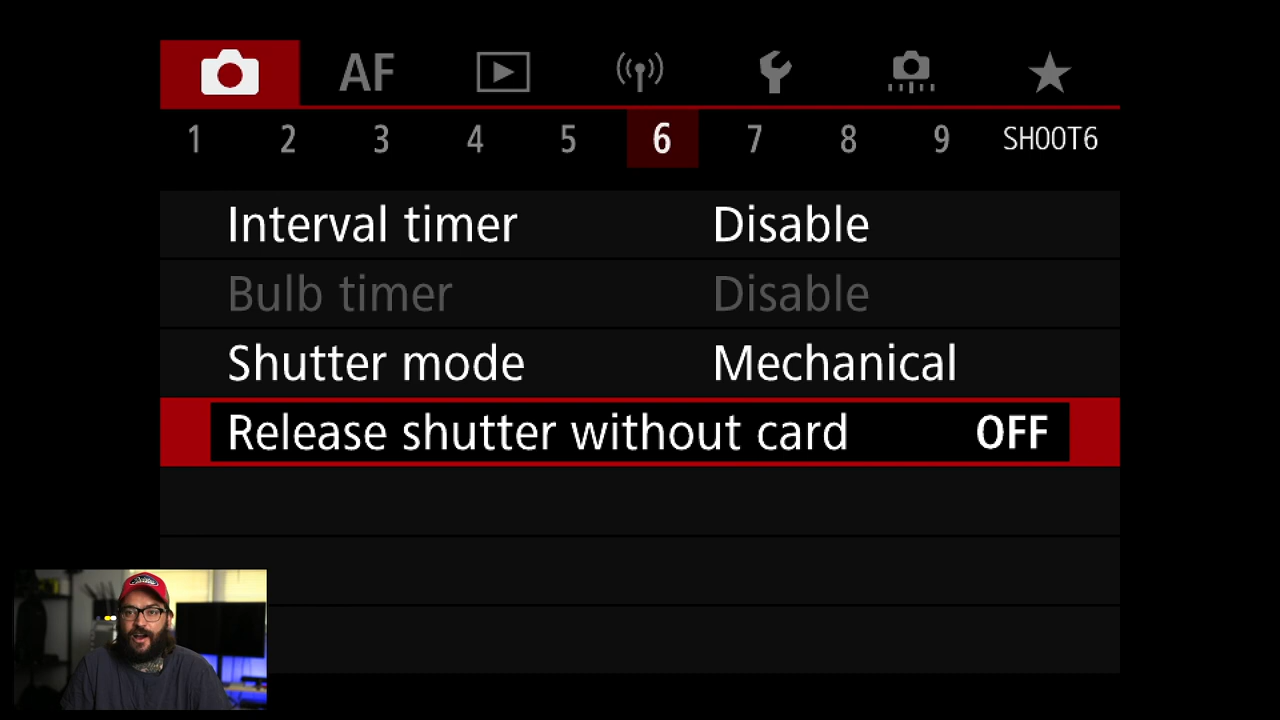 AF
1 2 3 4 5 6 7 8 9 SHOOT6
Interval timer Disable
Bulb timer Disable
Shutter mode Mechanical
Release shutter without card OFF